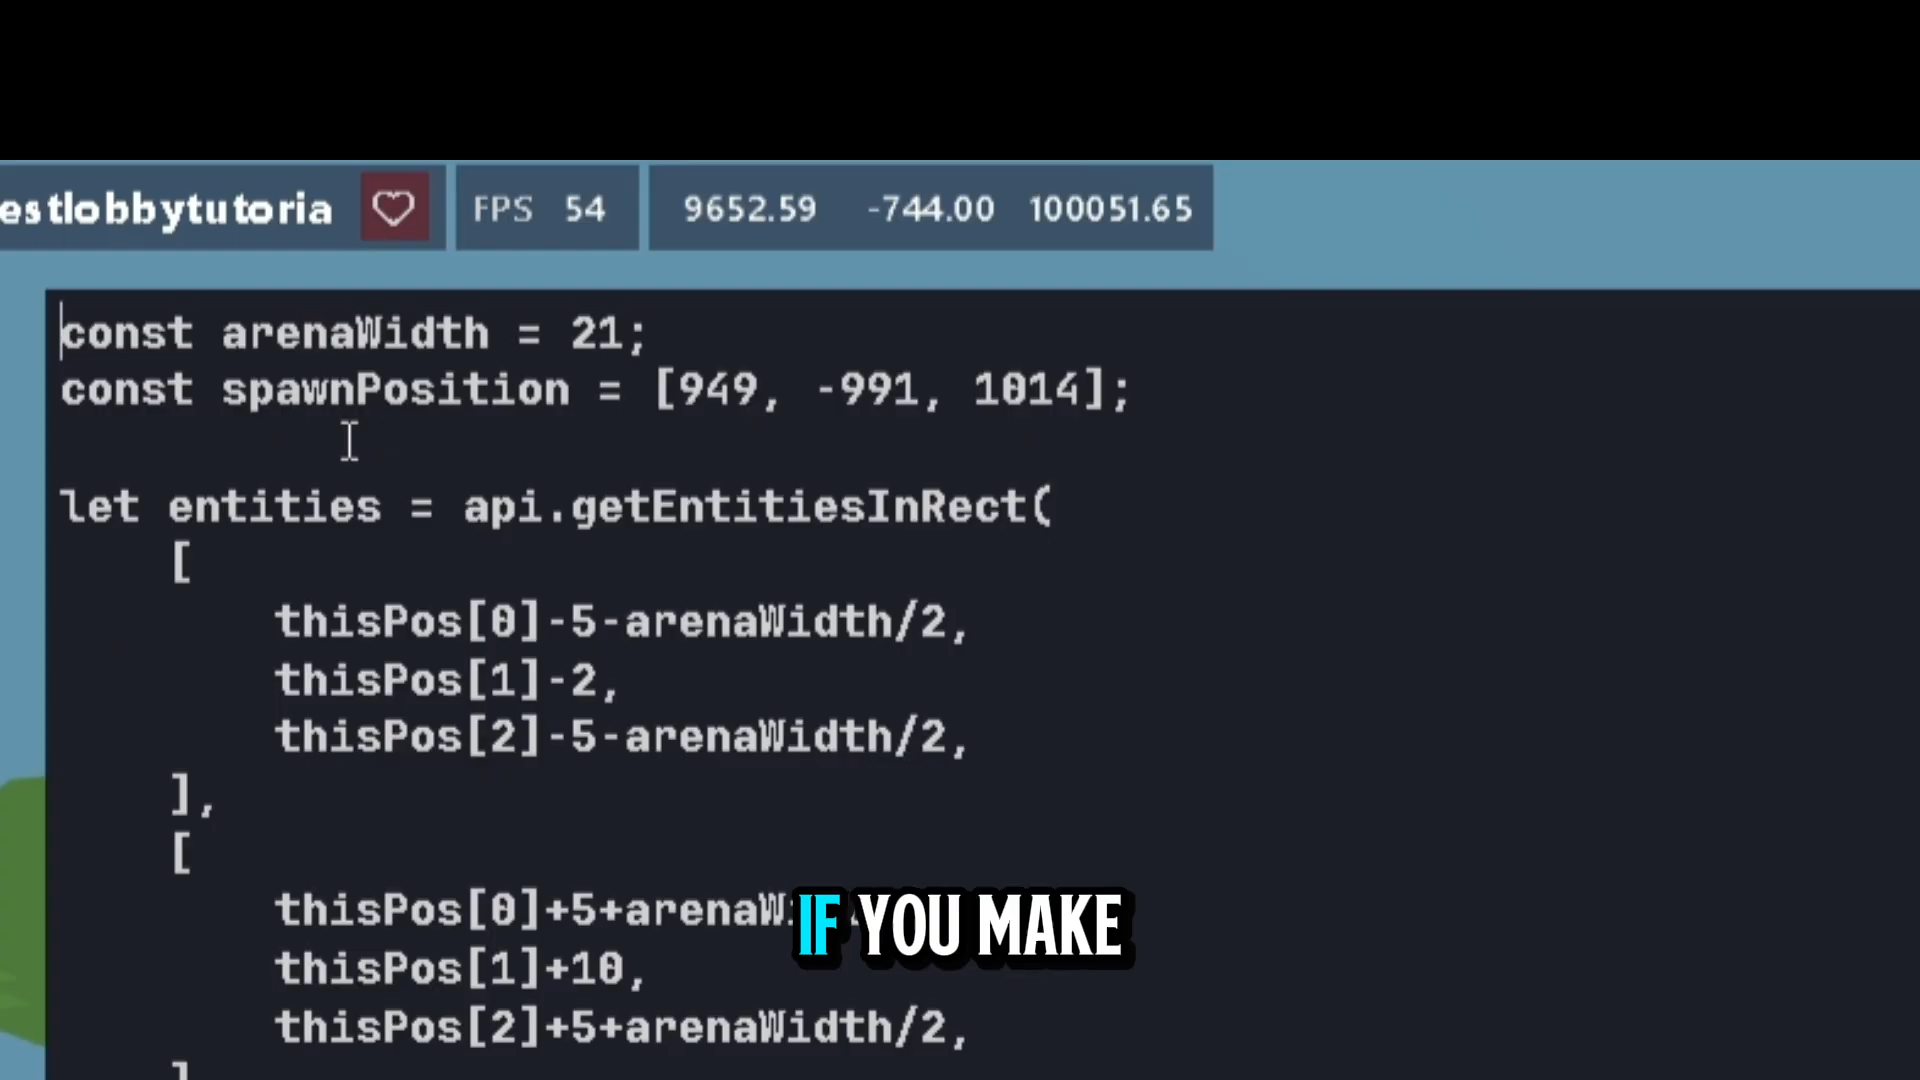 estlobbytutoria FPS 54 9652.59 -744.00 100051.65
const arenaWidth = 21;
const spawnPosition = [949, -991, 1014];
let entities = api.getEntitiesInRect(
[
thisPos[0]-5-arenaWidth/2,
thisPos[1]-2,
thisPos[2]-5-arenaWidth/2,
],
[
thisPos[0]+5+arenaW
IF YOU MAKE
thisPos[1]+10,
thisPos[2]+5+arenaWidth/2,
]